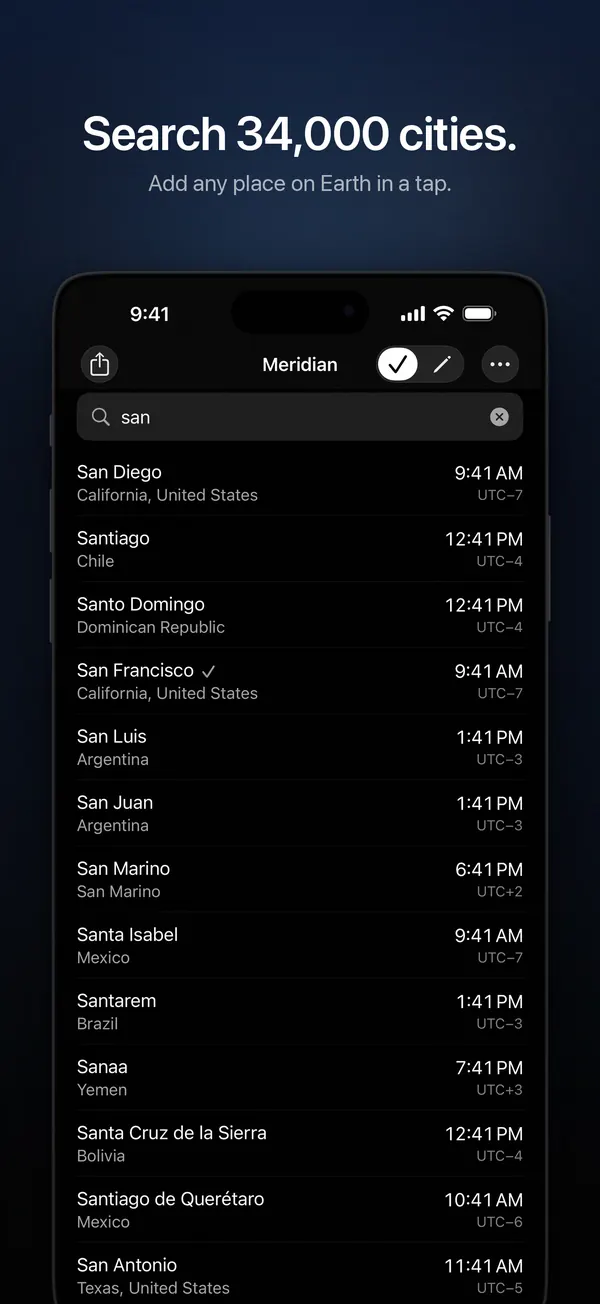 Search 34,000 cities.
Add any place on Earth in a tap.
9:41
Meridian
san
San Diego 9:41 AM
California, United States UTC−7
Santiago 12:41 PM
Chile UTC−4
Santo Domingo 12:41 PM
Dominican Republic UTC−4
San Francisco ✓ 9:41 AM
California, United States UTC−7
San Luis 1:41 PM
Argentina UTC−3
San Juan 1:41 PM
Argentina UTC−3
San Marino 6:41 PM
San Marino UTC+2
Santa Isabel 9:41 AM
Mexico UTC−7
Santarem 1:41 PM
Brazil UTC−3
Sanaa 7:41 PM
Yemen UTC+3
Santa Cruz de la Sierra 12:41 PM
Bolivia UTC−4
Santiago de Querétaro 10:41 AM
Mexico UTC−6
San Antonio 11:41 AM
Texas, United States UTC−5